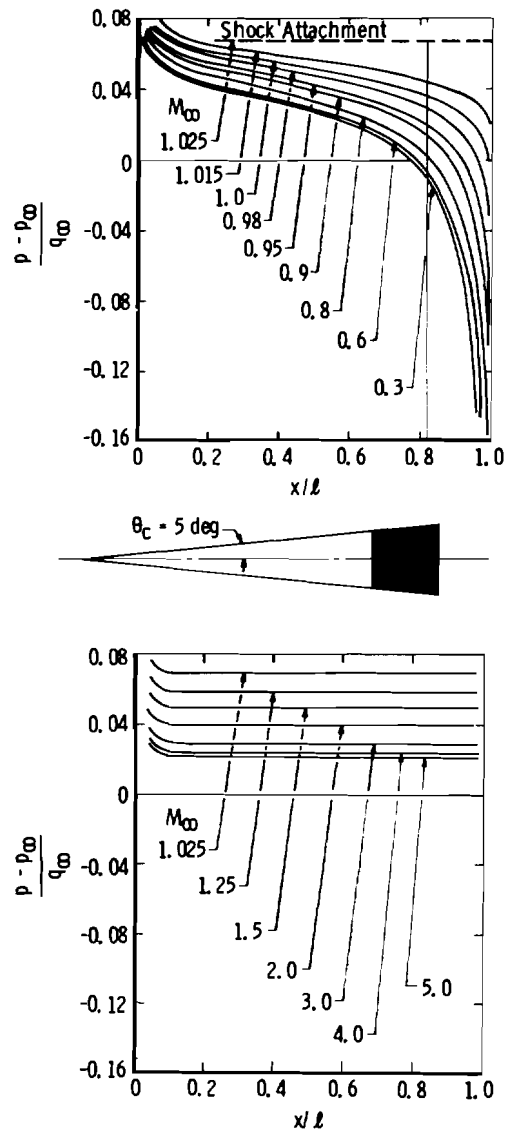 0.08
Shock Attachment
0.04
M∞
1.025
0
1.015
1.0
0.98
p - p∞
q∞
-0.04
0.95
0.9
-0.08
0.8
0.6
-0.12
0.3
-0.16
0 0.2 0.4 0.6 0.8 1.0
x/ℓ
θc = 5 deg
0.08
0.04
0
M∞
1.025
p - p∞
q∞
-0.04
1.25
1.5
-0.08
2.0
5.0
3.0
-0.12
4.0
-0.16
0 0.2 0.4 0.6 0.8 1.0
x/ℓ